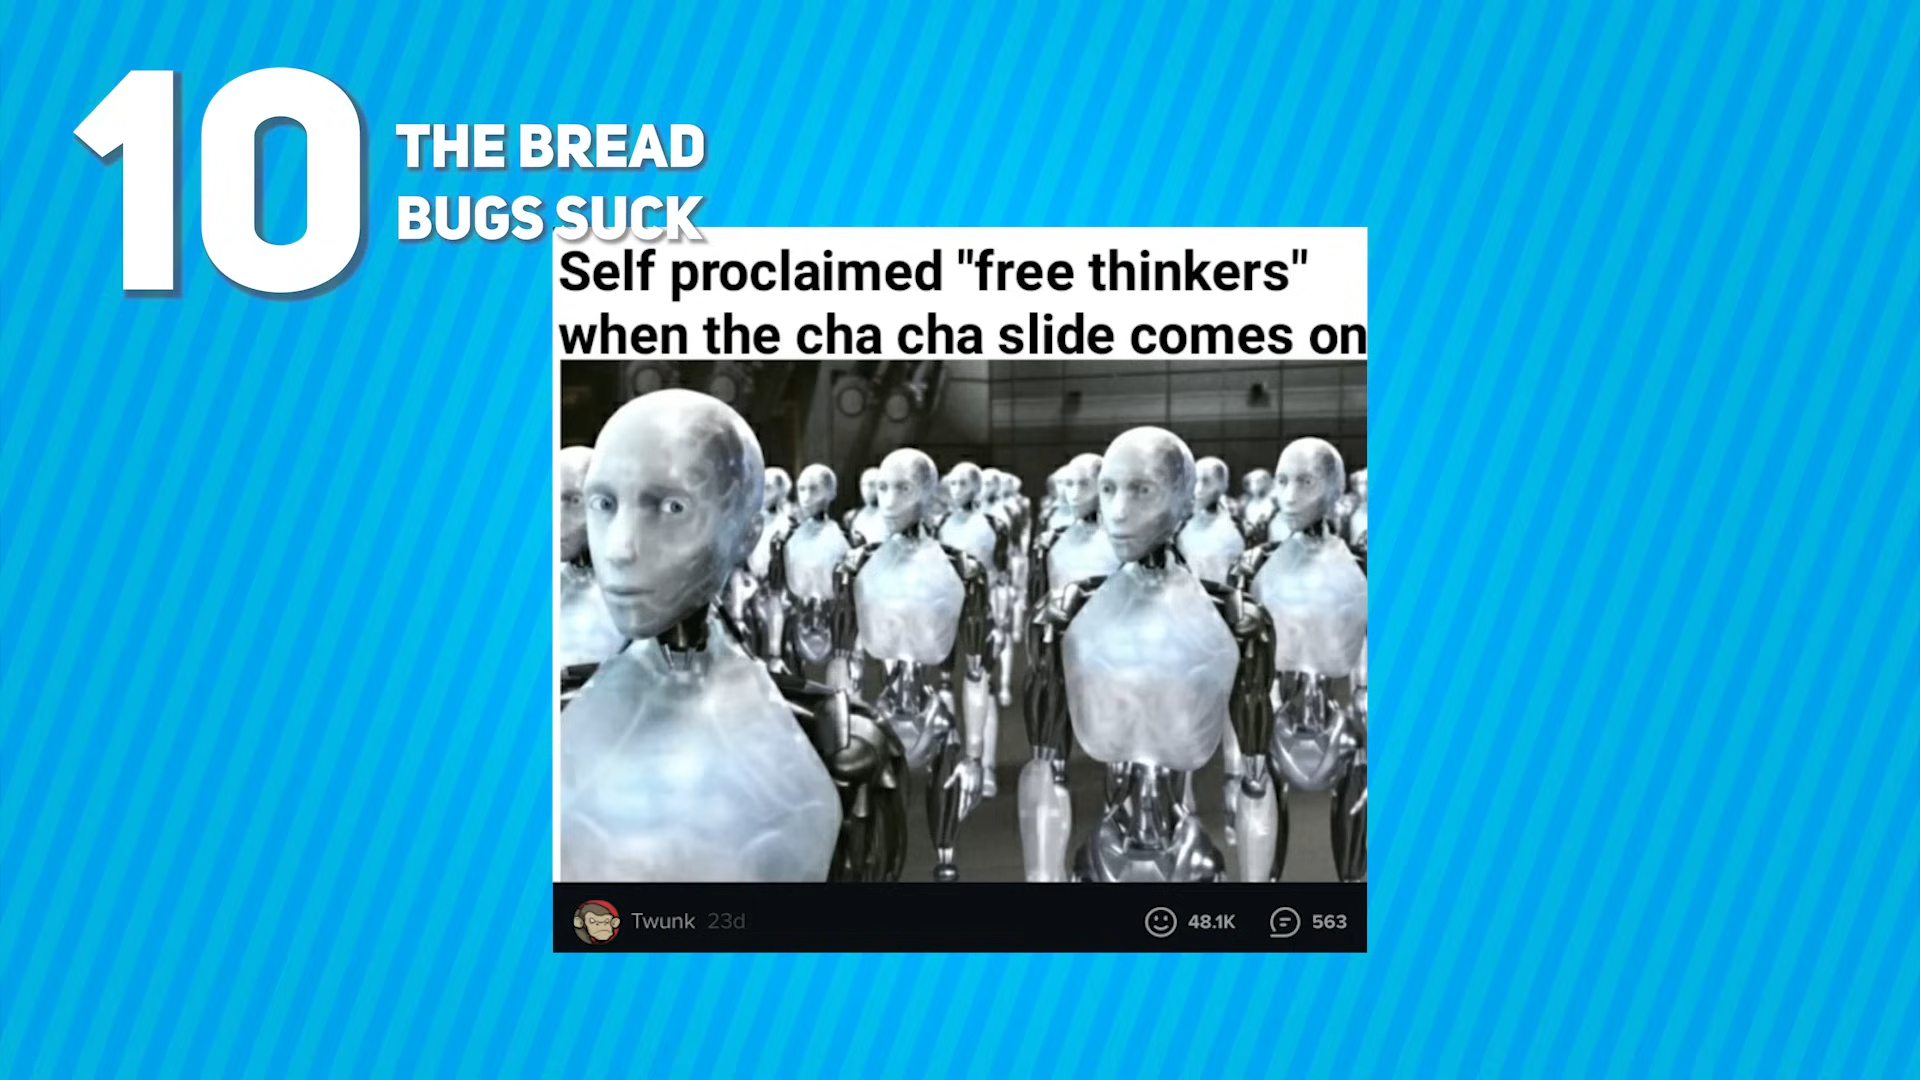 10
THE BREAD
BUGS SUCK
Self proclaimed "free thinkers"
when the cha cha slide comes on
Twunk 23d
48.1K
563